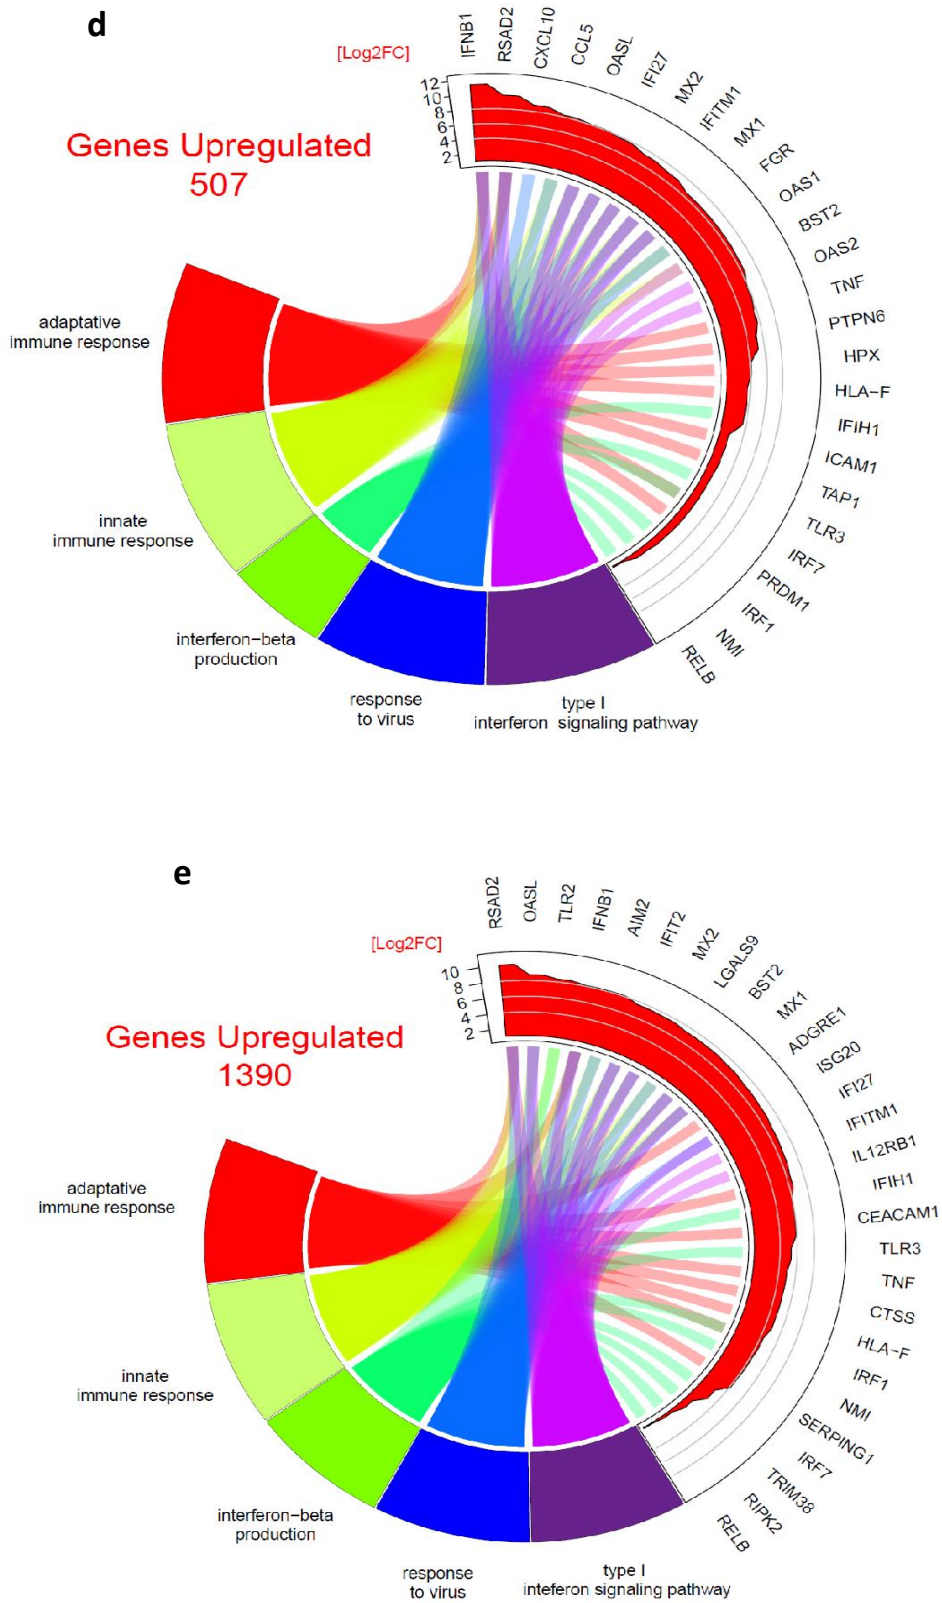 d
[Log2FC]
12
10
8
6
4
2
Genes Upregulated
507
IFNB1
RSAD2
CXCL10
CCL5
OASL
IFI27
MX2
IFITM1
MX1
FGR
OAS1
BST2
OAS2
TNF
PTPN6
HPX
HLA-F
IFIH1
ICAM1
TAP1
TLR3
IRF7
PRDM1
IRF1
NMI
RELB
adaptative
immune response
innate
immune response
interferon-beta
production
response
to virus
type I
interferon signaling pathway
e
[Log2FC]
10
8
6
4
2
Genes Upregulated
1390
RSAD2
OASL
TLR2
IFNB1
AIM2
IFIT2
MX2
LGALS9
BST2
MX1
ADGRE1
ISG20
IFI27
IFITM1
IL12RB1
IFIH1
CEACAM1
TLR3
TNF
CTSS
HLA-F
IRF1
NMI
SERPING1
IRF7
TRIM38
RIPK2
RELB
adaptative
immune response
innate
immune response
interferon-beta
production
response
to virus
type I
inteferon signaling pathway